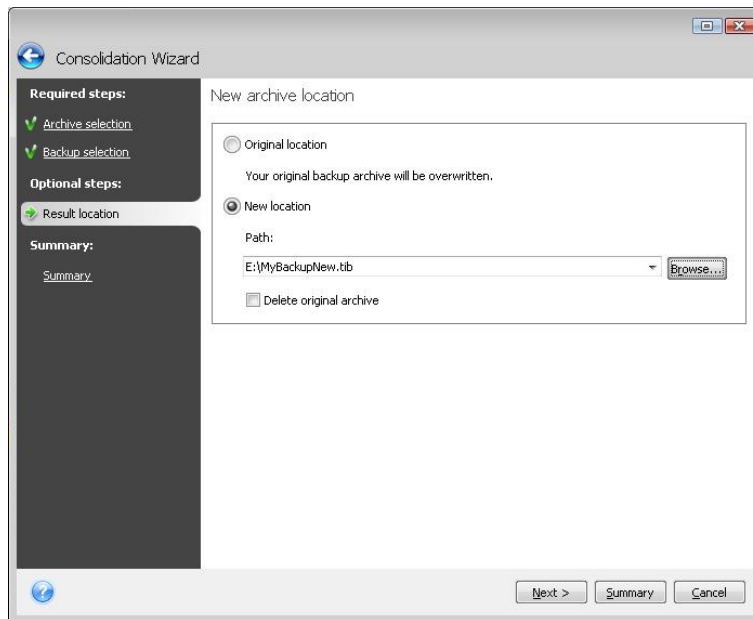 Consolidation Wizard
Required steps:
Archive selection
Backup selection
Optional steps:
Result location
Summary:
Summary
New archive location
Original location
Your original backup archive will be overwritten.
New location
Path:
E:\MyBackupNew.tib
Browse...
Delete original archive
?
Next >
Summary
Cancel